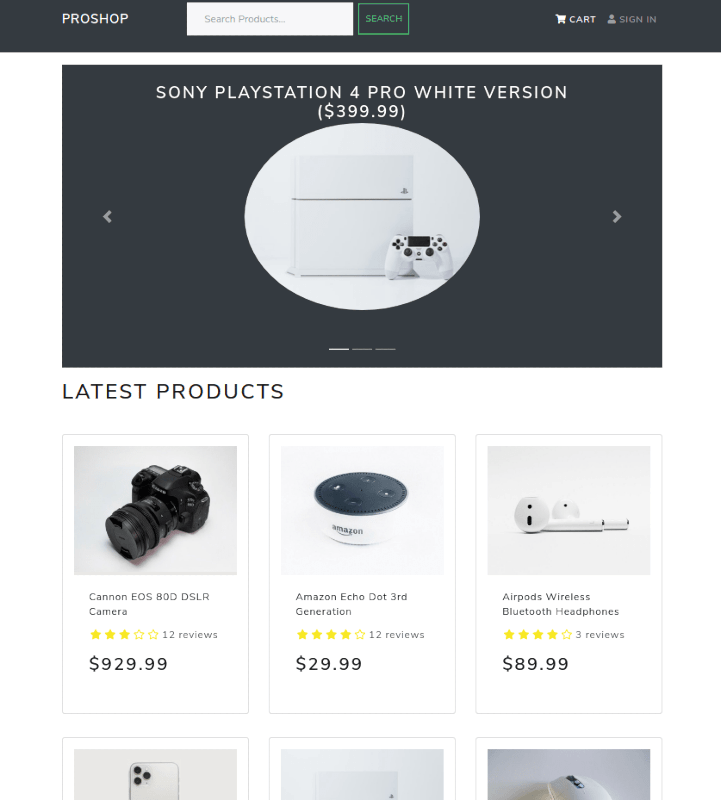 PROSHOP
Search Products...
SEARCH
CART
SIGN IN
SONY PLAYSTATION 4 PRO WHITE VERSION
($399.99)
LATEST PRODUCTS
amazon
Cannon EOS 80D DSLR
Camera
12 reviews
$929.99
Amazon Echo Dot 3rd
Generation
12 reviews
$29.99
Airpods Wireless
Bluetooth Headphones
3 reviews
$89.99